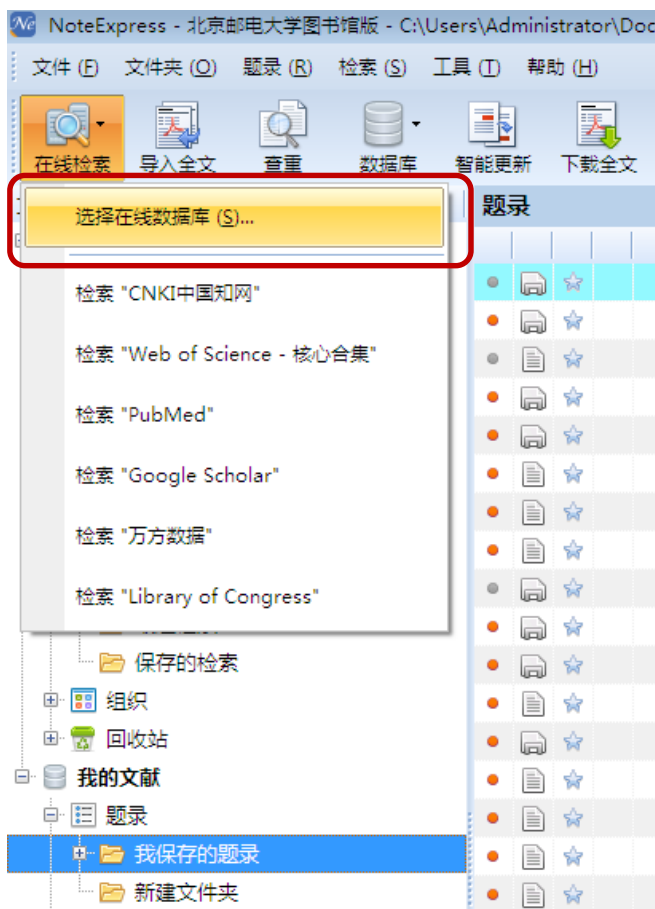 NoteExpress - 北京邮电大学图书馆版 - C:\Users\Administrator\Doc
文件 (F) 文件夹 (O) 题录 (R) 检索 (S) 工具 (T) 帮助 (H)
在线检索 导入全文 查重 数据库 智能更新 下载全文
选择在线数据库 (S)...
题录
检索 "CNKI中国知网"
检索 "Web of Science - 核心合集"
检索 "PubMed"
检索 "Google Scholar"
检索 "万方数据"
检索 "Library of Congress"
保存的检索
组织
回收站
我的文献
题录
我保存的题录
新建文件夹